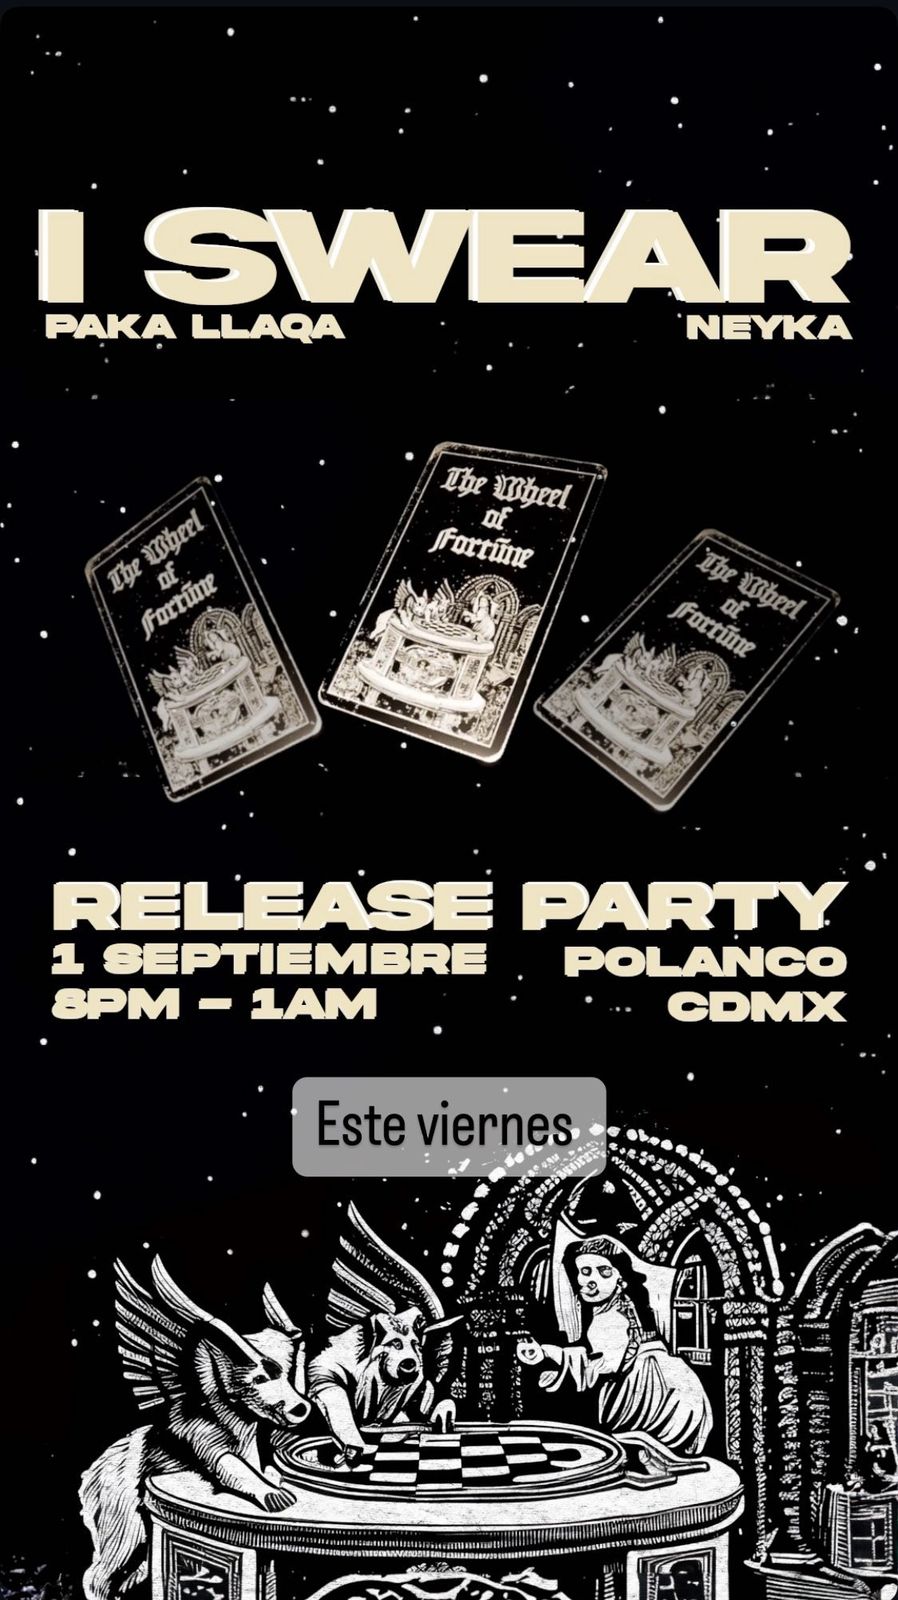 I SWEAR
PAKA LLAQA NEYKA
The Wheel
of
Fortune
The Wheel
of
Fortune
The Wheel
of
Fortune
RELEASE PARTY
1 SEPTIEMBRE POLANCO
8PM - 1AM CDMX
Este viernes